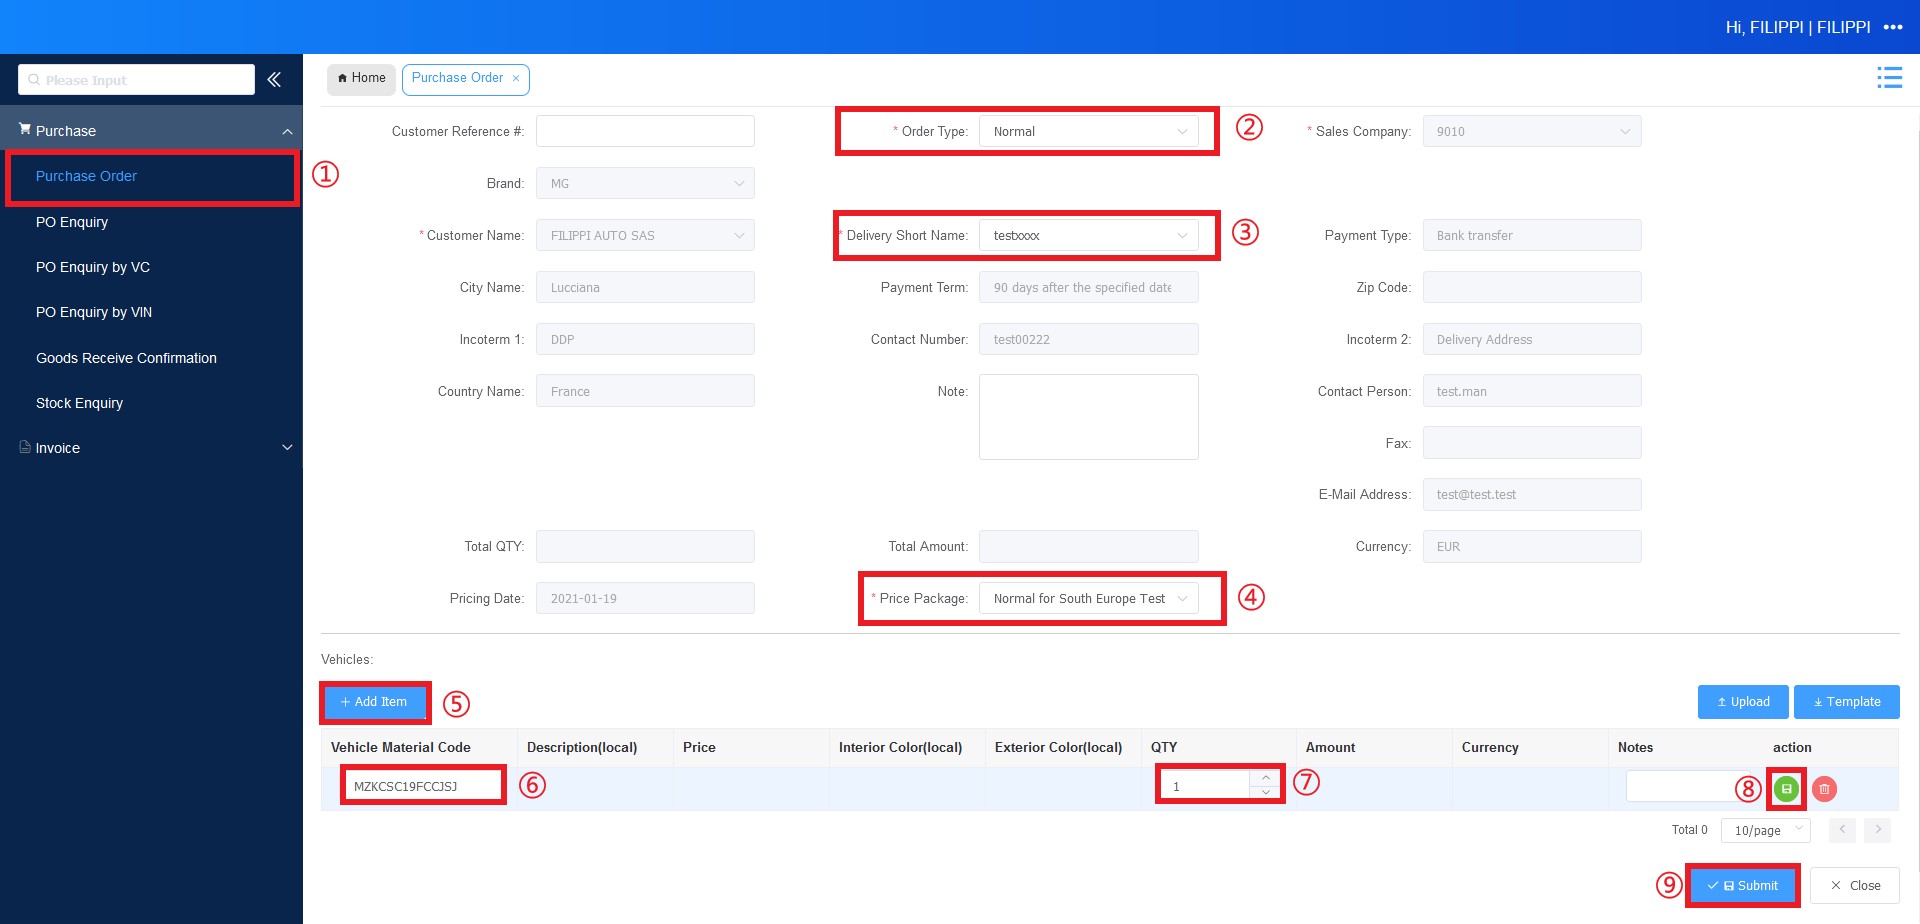 Hi, FILIPPI | FILIPPI •••
Please Input
Home
Purchase Order ×
Purchase
Purchase Order ①
PO Enquiry
PO Enquiry by VC
PO Enquiry by VIN
Goods Receive Confirmation
Stock Enquiry
Invoice
Customer Reference #:
* Order Type: Normal ②
* Sales Company: 9010
Brand: MG
* Customer Name: FILIPPI AUTO SAS
* Delivery Short Name: testxxxx ③
Payment Type: Bank transfer
City Name: Lucciana
Payment Term: 90 days after the specified date
Zip Code:
Incoterm 1: DDP
Contact Number: test00222
Incoterm 2: Delivery Address
Country Name: France
Note:
Contact Person: test.man
Fax:
E-Mail Address: test@test.test
Total QTY:
Total Amount:
Currency: EUR
Pricing Date: 2021-01-19
* Price Package: Normal for South Europe Test ④
Vehicles:
+ Add Item ⑤
Upload
Template
Vehicle Material Code Description(local) Price Interior Color(local) Exterior Color(local) QTY Amount Currency Notes action
MZKCSC19FCCJSJ ⑥ 1 ⑦ ⑧
Total 0 10/page
⑨ Submit
× Close